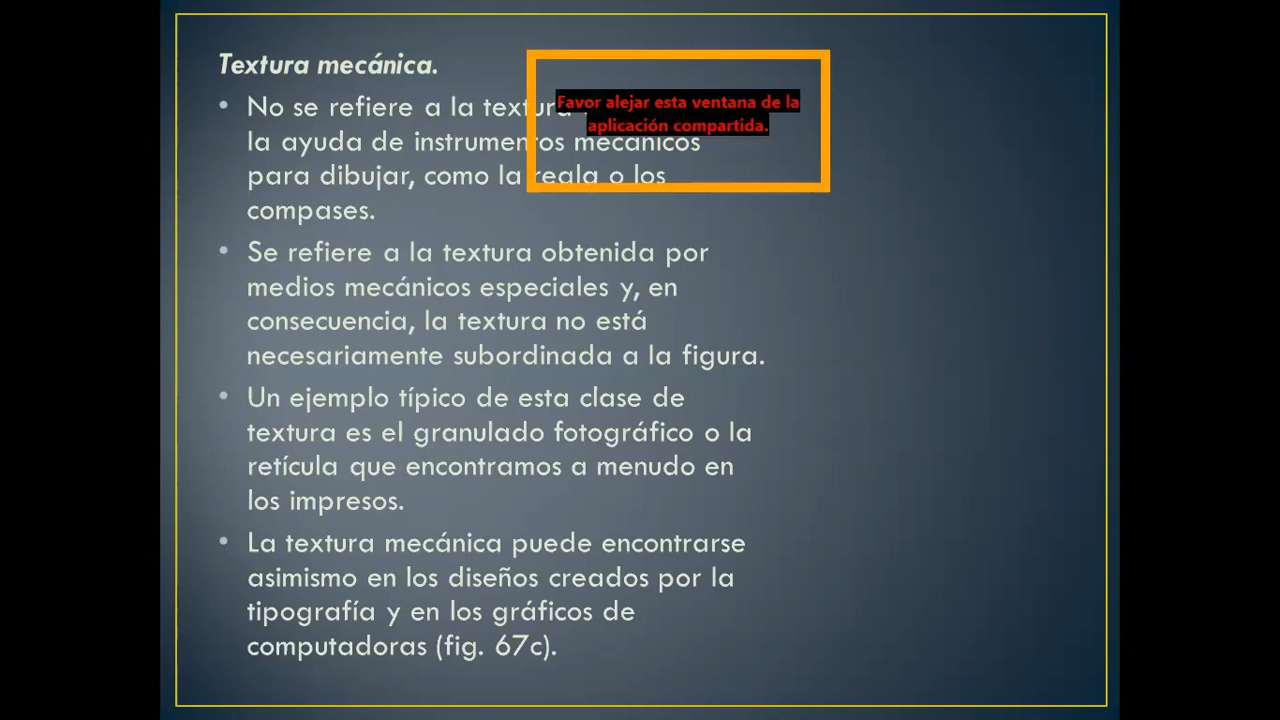 Textura mecánica.
• No se refiere a la textura
la ayuda de instrumentos mecánicos
para dibujar, como la regla o los
compases.
Favor alejar esta ventana de la
aplicación compartida.
• Se refiere a la textura obtenida por
medios mecánicos especiales y, en
consecuencia, la textura no está
necesariamente subordinada a la figura.
• Un ejemplo típico de esta clase de
textura es el granulado fotográfico o la
retícula que encontramos a menudo en
los impresos.
• La textura mecánica puede encontrarse
asimismo en los diseños creados por la
tipografía y en los gráficos de
computadoras (fig. 67c).